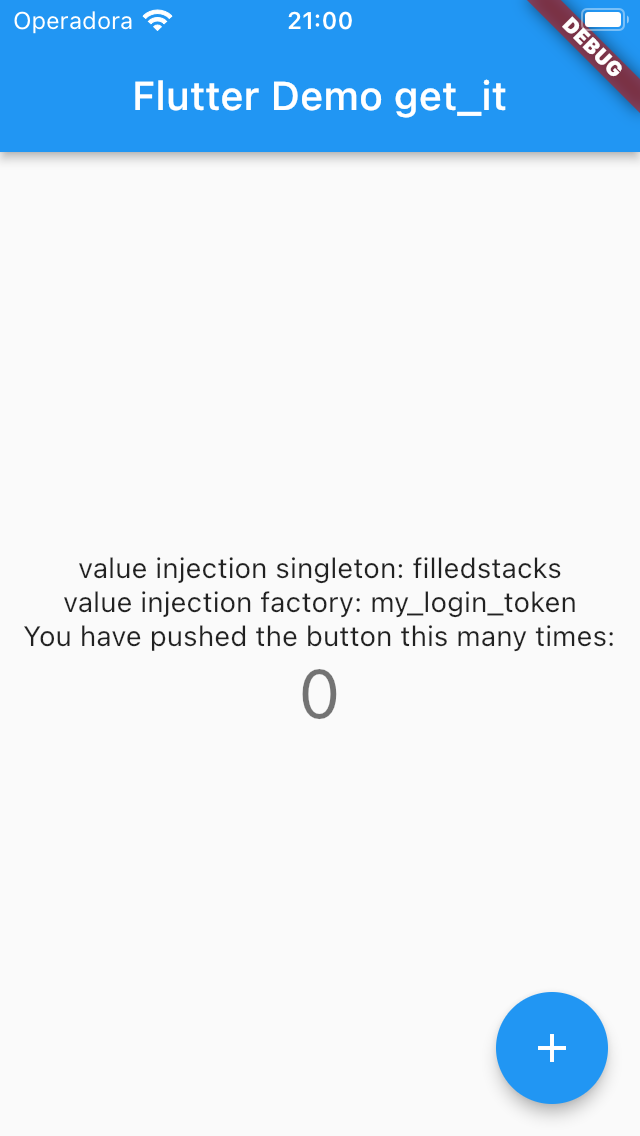 Operadora 21:00
DEBUG
Flutter Demo get_it
value injection singleton: filledstacks
value injection factory: my_login_token
You have pushed the button this many times:
0
+